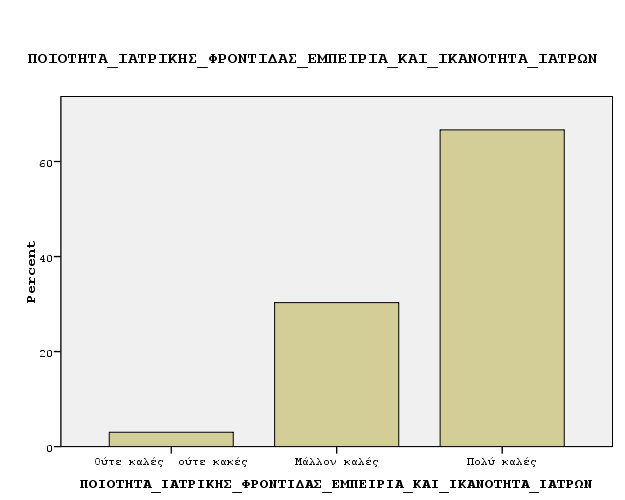 ΠΟΙΟΤΗΤΑ_ΙΑΤΡΙΚΗΣ_ΦΡΟΝΤΙΔΑΣ_ΕΜΠΕΙΡΙΑ_ΚΑΙ_ΙΚΑΝΟΤΗΤΑ_ΙΑΤΡΩΝ
60
40
20
0
Percent
Ούτε καλές ούτε κακές Μάλλον καλές Πολύ καλές
ΠΟΙΟΤΗΤΑ_ΙΑΤΡΙΚΗΣ_ΦΡΟΝΤΙΔΑΣ_ΕΜΠΕΙΡΙΑ_ΚΑΙ_ΙΚΑΝΟΤΗΤΑ_ΙΑΤΡΩΝ